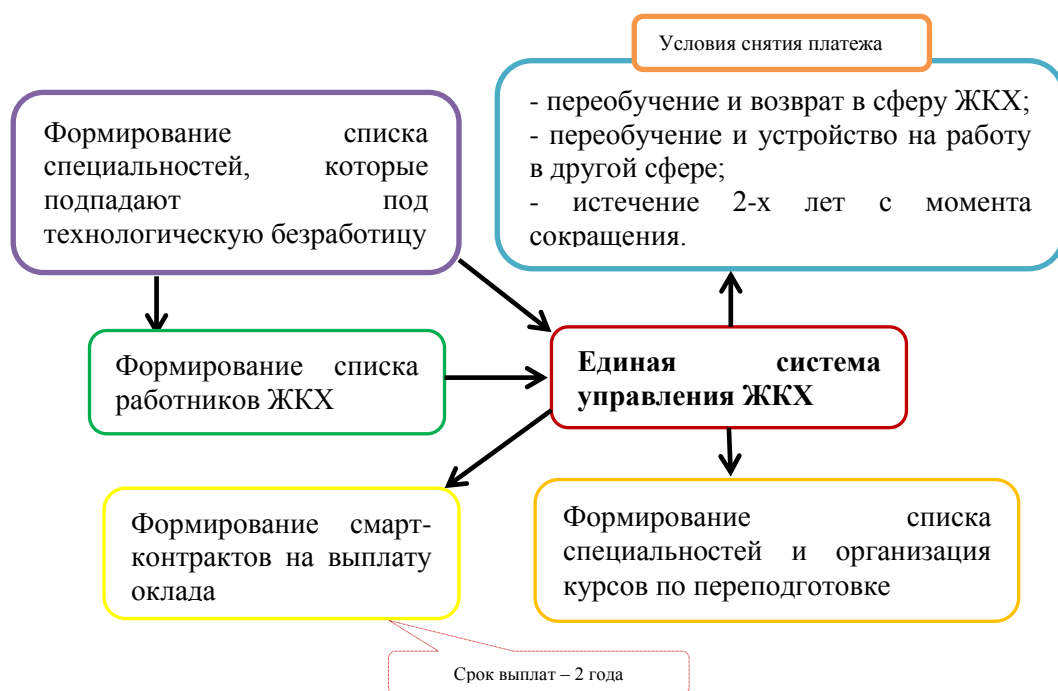 Условия снятия платежа
- переобучение и возврат в сферу ЖКХ;
- переобучение и устройство на работу
в другой сфере;
- истечение 2-х лет с момента
сокращения.
Формирование списка
специальностей, которые
подпадают под
технологическую безработицу
Формирование списка
работников ЖКХ
Единая система
управления ЖКХ
Формирование смарт-
контрактов на выплату
оклада
Формирование списка
специальностей и организация
курсов по переподготовке
Срок выплат – 2 года